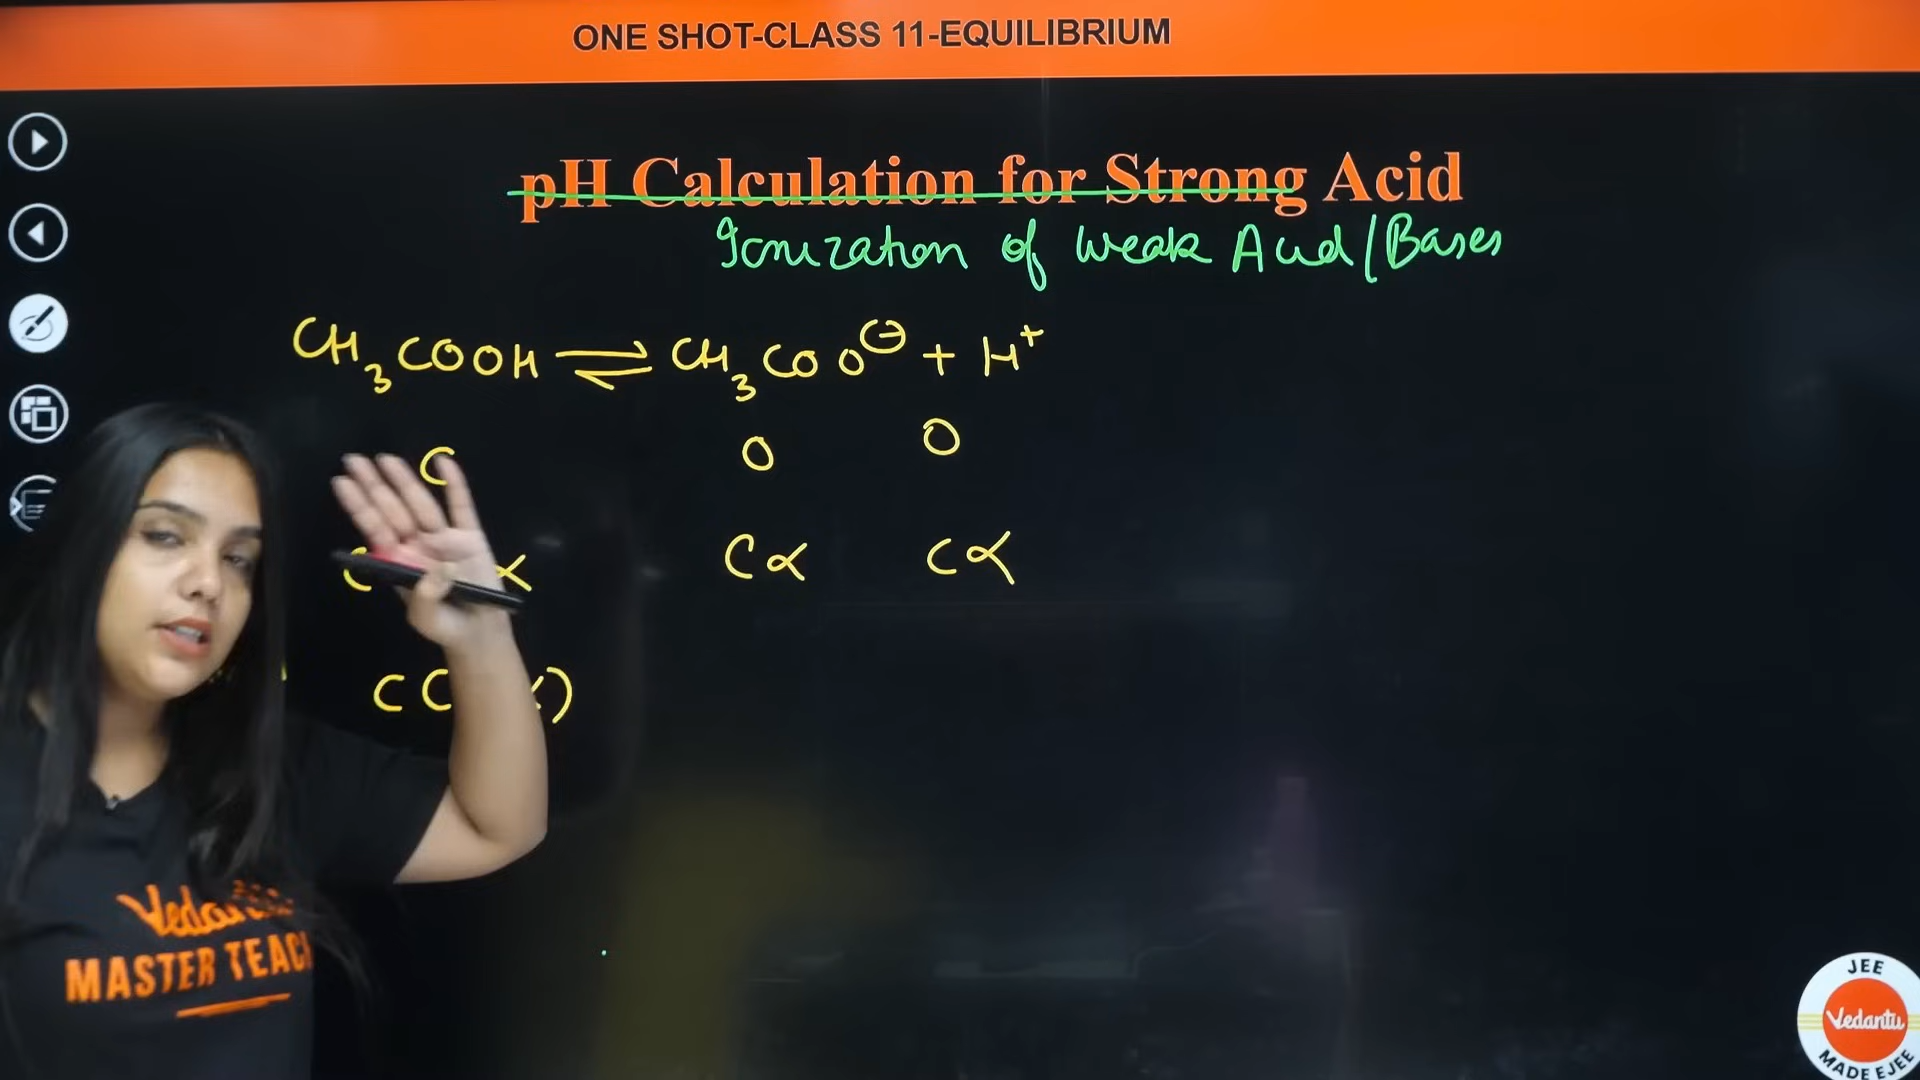 ONE SHOT-CLASS 11-EQUILIBRIUM
pH Calculation for Strong Acid
Ionization of weak Acid/Bases
CH₃COOH ⇌ CH₃COO⊖ + H⁺
C 0 0
C α Cα Cα
C( )
Vedantu
MASTER
JEE
Vedantu
MADE EJEE